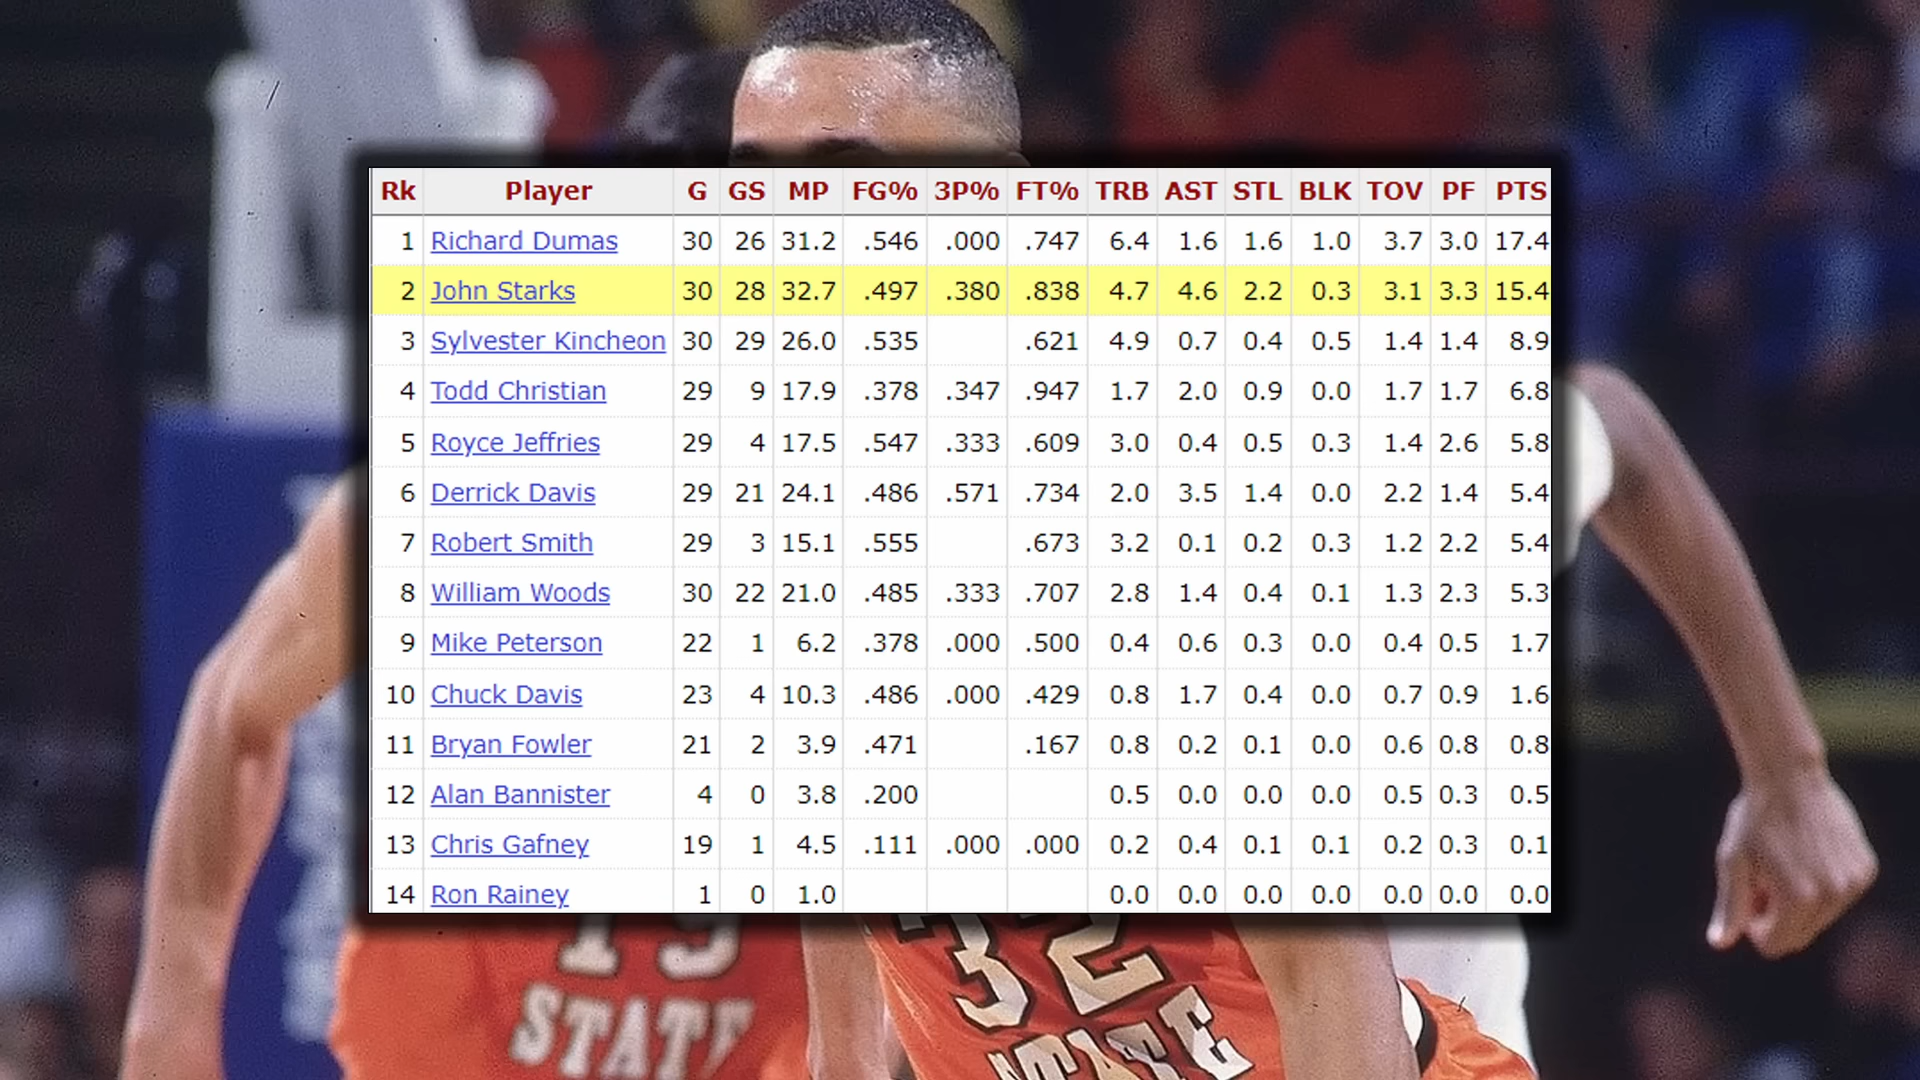 Rk Player G GS MP FG% 3P% FT% TRB AST STL BLK TOV PF PTS
1 Richard Dumas 30 26 31.2 .546 .000 .747 6.4 1.6 1.6 1.0 3.7 3.0 17.4
2 John Starks 30 28 32.7 .497 .380 .838 4.7 4.6 2.2 0.3 3.1 3.3 15.4
3 Sylvester Kincheon 30 29 26.0 .535 .621 4.9 0.7 0.4 0.5 1.4 1.4 8.9
4 Todd Christian 29 9 17.9 .378 .347 .947 1.7 2.0 0.9 0.0 1.7 1.7 6.8
5 Royce Jeffries 29 4 17.5 .547 .333 .609 3.0 0.4 0.5 0.3 1.4 2.6 5.8
6 Derrick Davis 29 21 24.1 .486 .571 .734 2.0 3.5 1.4 0.0 2.2 1.4 5.4
7 Robert Smith 29 3 15.1 .555 .673 3.2 0.1 0.2 0.3 1.2 2.2 5.4
8 William Woods 30 22 21.0 .485 .333 .707 2.8 1.4 0.4 0.1 1.3 2.3 5.3
9 Mike Peterson 22 1 6.2 .378 .000 .500 0.4 0.6 0.3 0.0 0.4 0.5 1.7
10 Chuck Davis 23 4 10.3 .486 .000 .429 0.8 1.7 0.4 0.0 0.7 0.9 1.6
11 Bryan Fowler 21 2 3.9 .471 .167 0.8 0.2 0.1 0.0 0.6 0.8 0.8
12 Alan Bannister 4 0 3.8 .200 0.5 0.0 0.0 0.0 0.5 0.3 0.5
13 Chris Gafney 19 1 4.5 .111 .000 .000 0.2 0.4 0.1 0.1 0.2 0.3 0.1
14 Ron Rainey 1 0 1.0 0.0 0.0 0.0 0.0 0.0 0.0 0.0
32
STATE
STATE